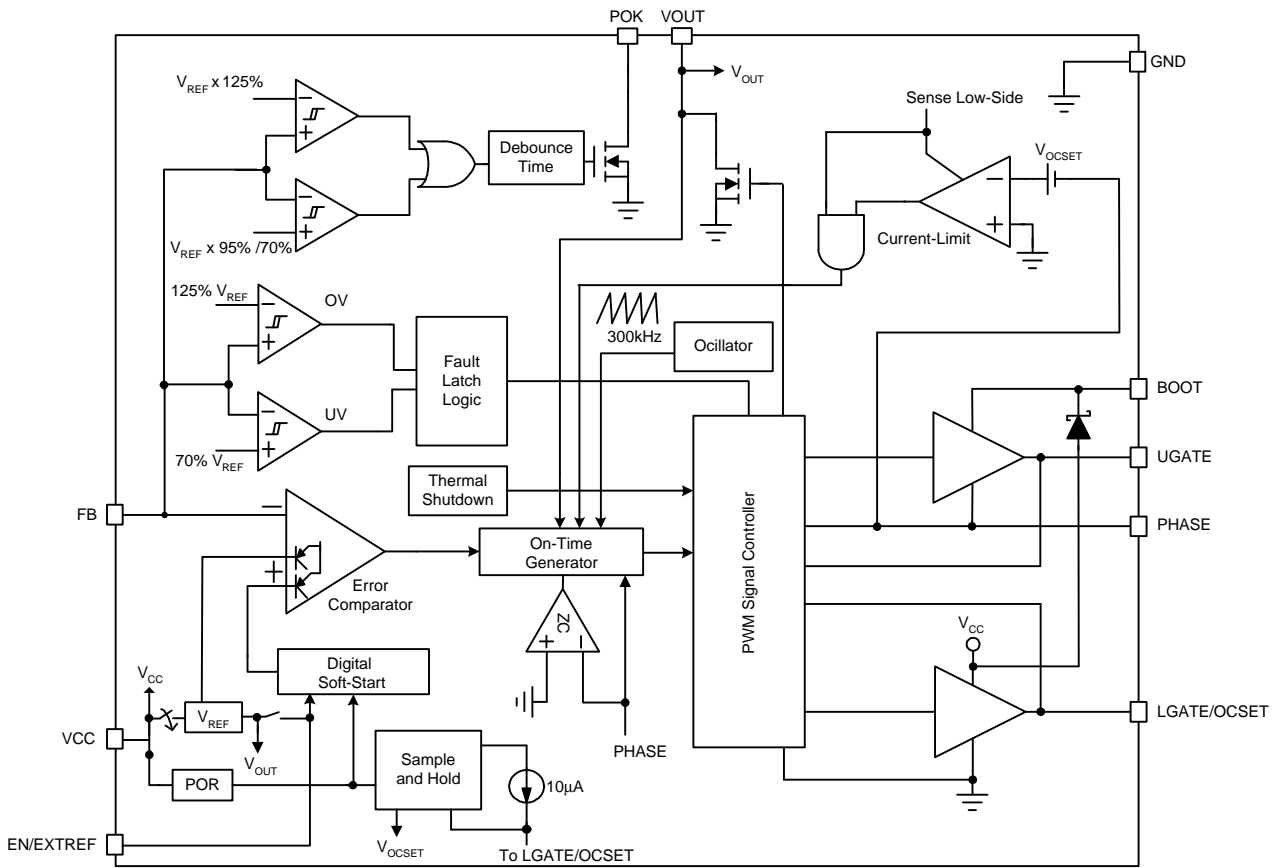 POK
VOUT
GND
V_REF x 125%
V_OUT
Sense Low-Side
Debounce
Time
V_OCSET
V_REF x 95% /70%
Current-Limit
125% V_REF
OV
300kHz
Ocillator
Fault
Latch
Logic
UV
70% V_REF
BOOT
UGATE
Thermal
Shutdown
FB
PHASE
On-Time
Generator
Error
Comparator
PWM Signal Controller
ZC
V_CC
Digital
Soft-Start
V_CC
V_REF
LGATE/OCSET
VCC
V_OUT
PHASE
POR
Sample
and Hold
10μA
EN/EXTREF
V_OCSET
To LGATE/OCSET